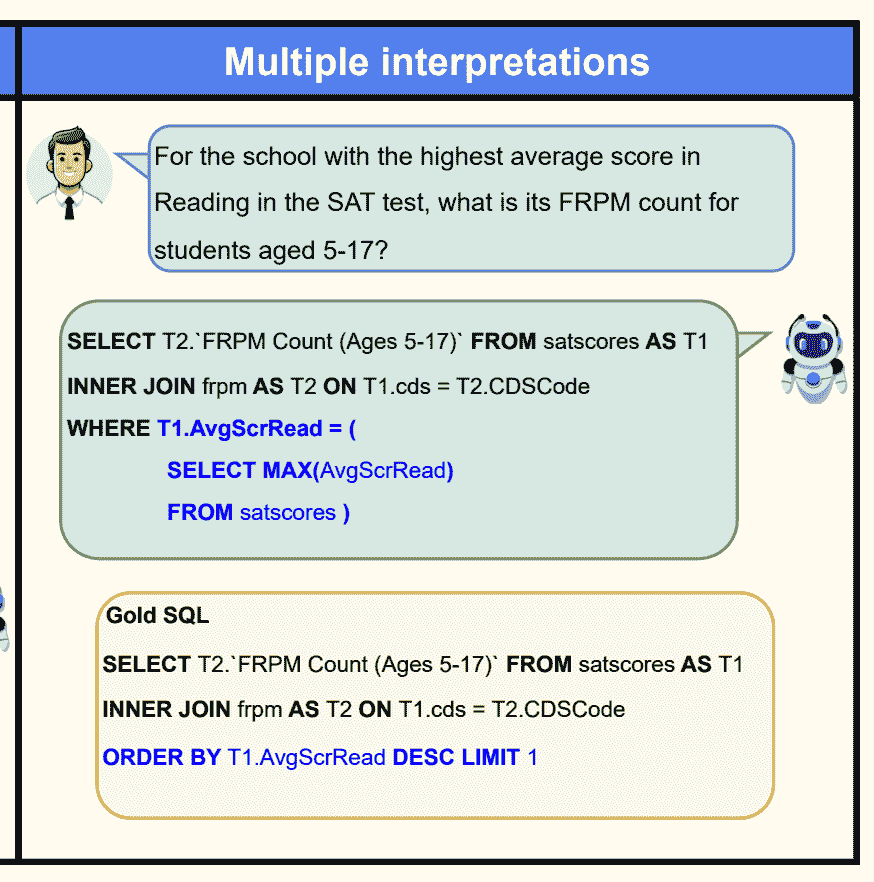 Multiple interpretations
For the school with the highest average score in
Reading in the SAT test, what is its FRPM count for
students aged 5-17?
SELECT T2.`FRPM Count (Ages 5-17)` FROM satscores AS T1
INNER JOIN frpm AS T2 ON T1.cds = T2.CDSCode
WHERE T1.AvgScrRead = (
SELECT MAX(AvgScrRead)
FROM satscores )
Gold SQL
SELECT T2.`FRPM Count (Ages 5-17)` FROM satscores AS T1
INNER JOIN frpm AS T2 ON T1.cds = T2.CDSCode
ORDER BY T1.AvgScrRead DESC LIMIT 1